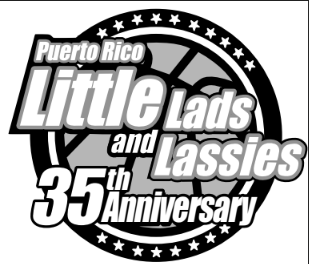 Puerto Rico
Little Lads
and Lassies
35th
Anniversary